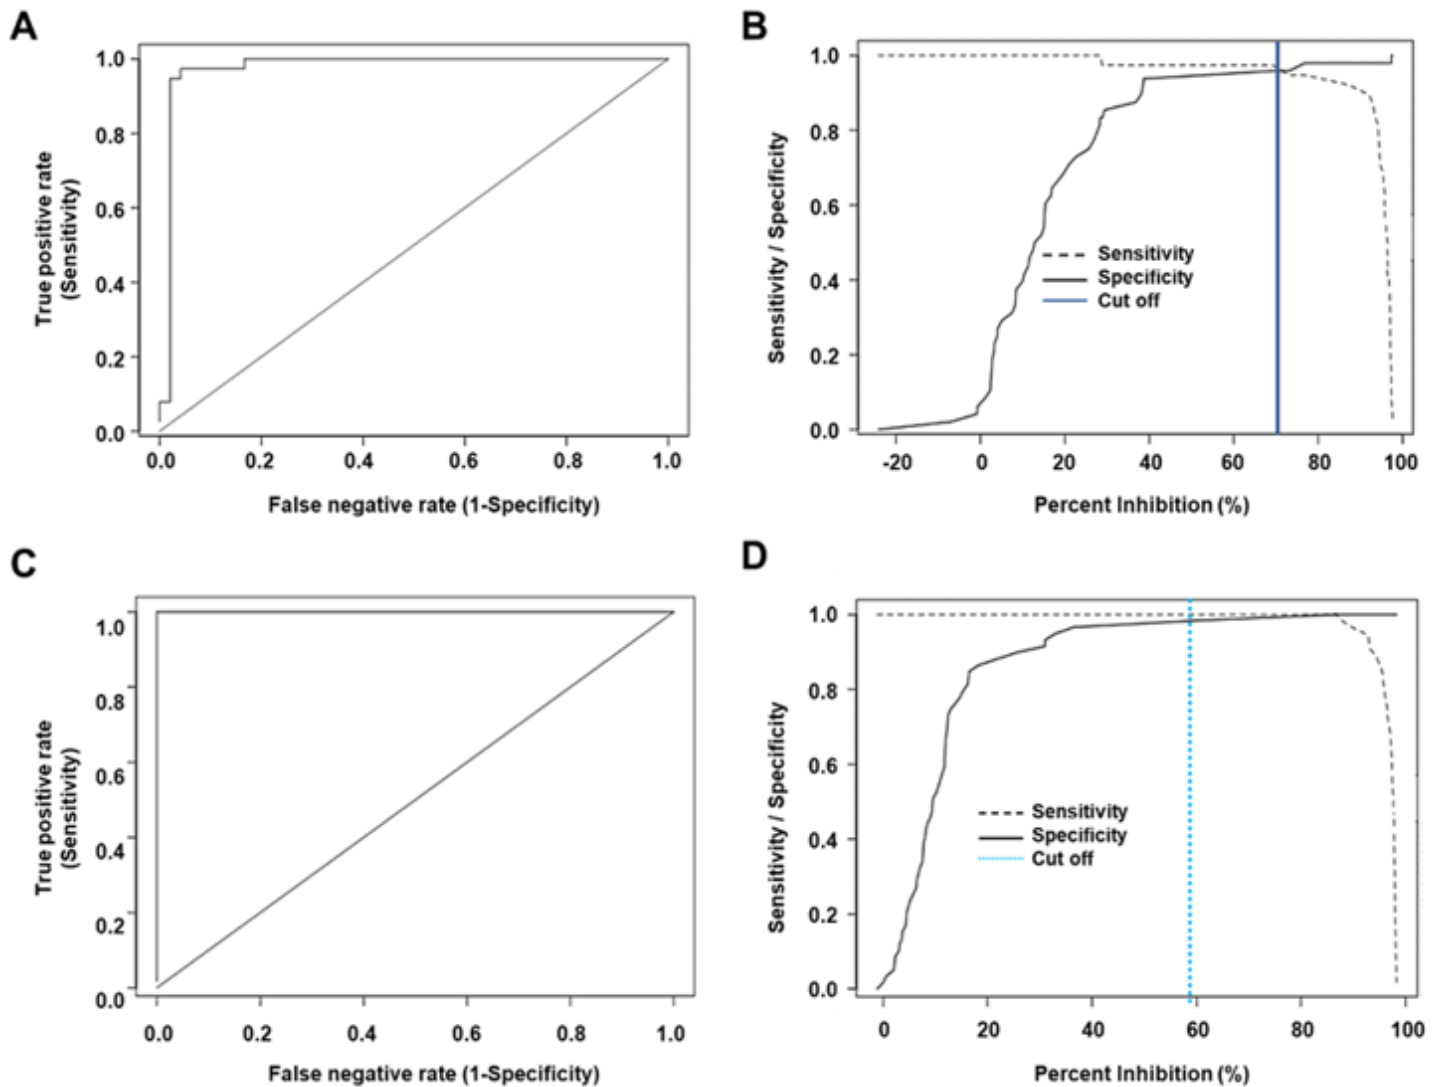 A
1.0
0.8
0.6
0.4
0.2
0.0
True positive rate
(Sensitivity)
0.0 0.2 0.4 0.6 0.8 1.0
False negative rate (1-Specificity)
B
1.0
0.8
0.6
0.4
0.2
0.0
Sensitivity / Specificity
Sensitivity
Specificity
Cut off
-20 0 20 40 60 80 100
Percent Inhibition (%)
C
1.0
0.8
0.6
0.4
0.2
0.0
True positive rate
(Sensitivity)
0.0 0.2 0.4 0.6 0.8 1.0
False negative rate (1-Specificity)
D
1.0
0.8
0.6
0.4
0.2
0.0
Sensitivity / Specificity
Sensitivity
Specificity
Cut off
0 20 40 60 80 100
Percent Inhibition (%)